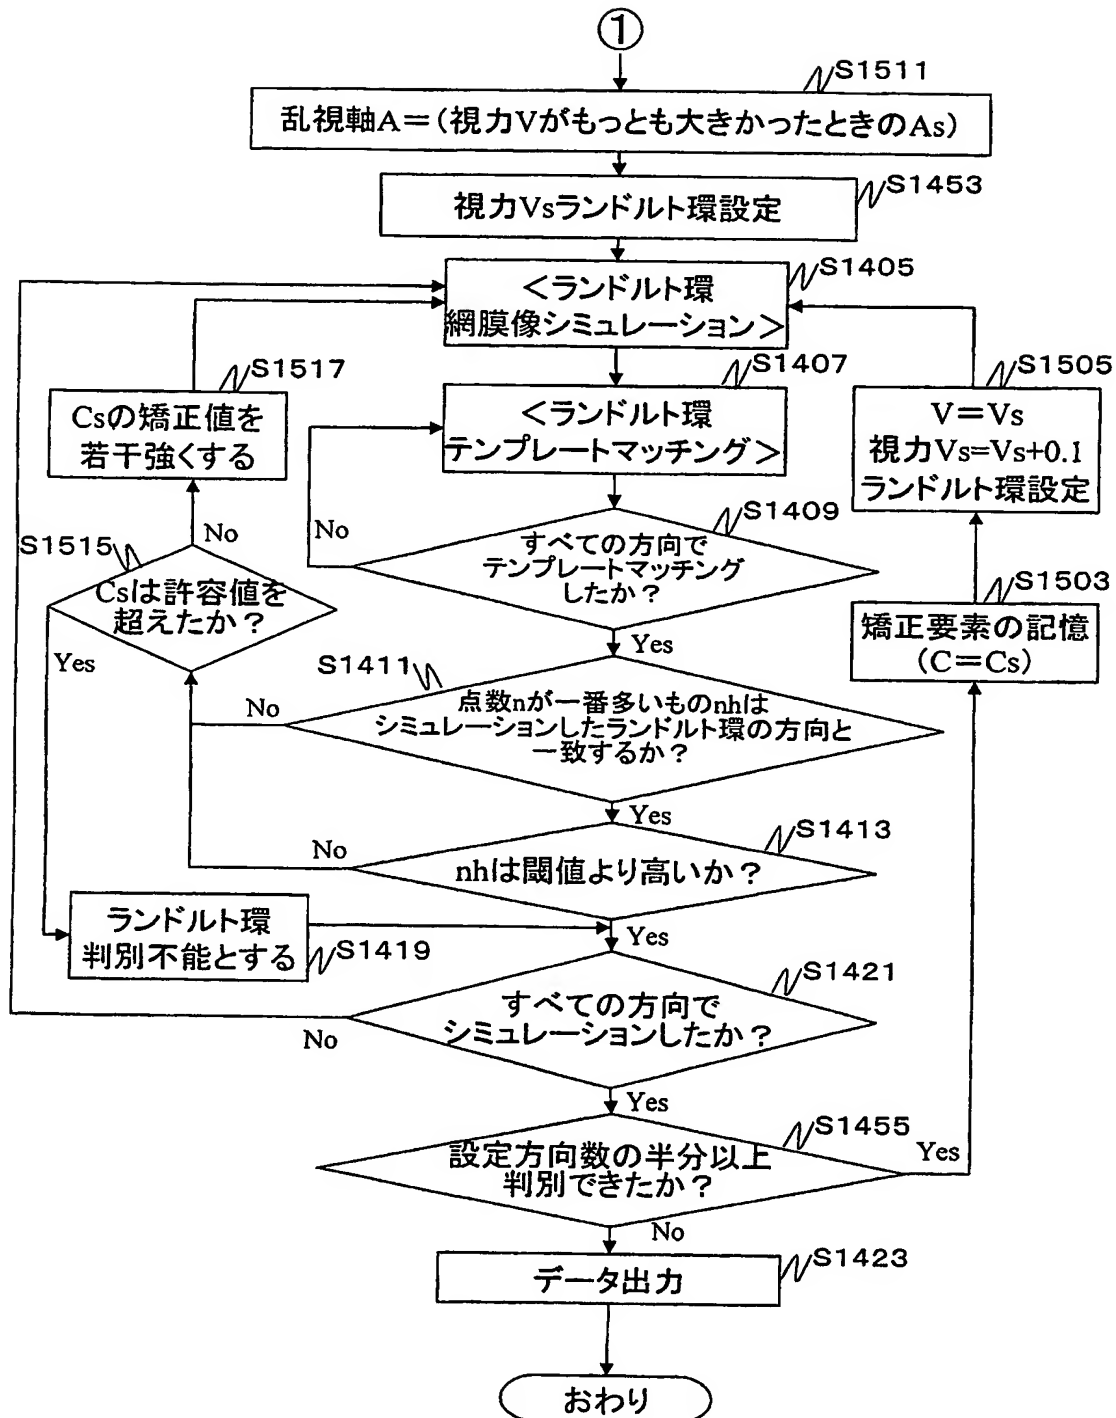 ①
S1511
乱視軸A=(視力Vがもっとも大きかったときのAs)
S1453
視力Vsランドルト環設定
S1405
<ランドルト環
網膜像シミュレーション>
S1517
Csの矯正値を
若干強くする
S1407
<ランドルト環
テンプレートマッチング>
S1505
V=Vs
視力Vs=Vs+0.1
ランドルト環設定
S1409
すべての方向で
テンプレートマッチング
したか?
No
No
S1515
Csは許容値を
超えたか?
Yes
S1503
矯正要素の記憶
(C=Cs)
Yes
S1411
点数nが一番多いものnhは
シミュレーションしたランドルト環の方向と
一致するか?
No
Yes
S1413
nhは閾値より高いか?
No
Yes
ランドルト環
判別不能とする
S1419
S1421
すべての方向で
シミュレーションしたか?
No
Yes
S1455
設定方向数の半分以上
判別できたか?
Yes
No
S1423
データ出力
おわり